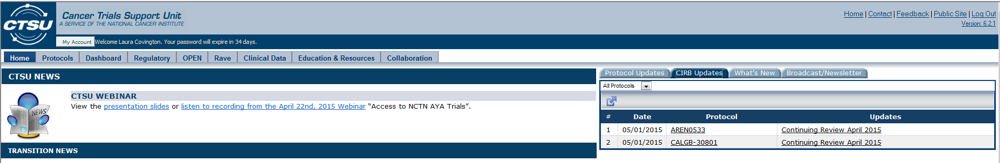 CTSU
Cancer Trials Support Unit
A SERVICE OF THE NATIONAL CANCER INSTITUTE
Home | Contact | Feedback | Public Site | Log Out
Version: 6.2.1
My Account Welcome Laura Covington. Your password will expire in 34 days.
Home Protocols Dashboard Regulatory OPEN Rave Clinical Data Education & Resources Collaboration
CTSU NEWS
NEWS
CTSU WEBINAR
View the presentation slides or listen to recording from the April 22nd, 2015 Webinar “Access to NCTN AYA Trials”.
TRANSITION NEWS
Protocol Updates CIRB Updates What's New Broadcast/Newsletter
All Protocols
# Date Protocol Updates
1 05/01/2015 AREN0533 Continuing Review April 2015
2 05/01/2015 CALGB-30801 Continuing Review April 2015